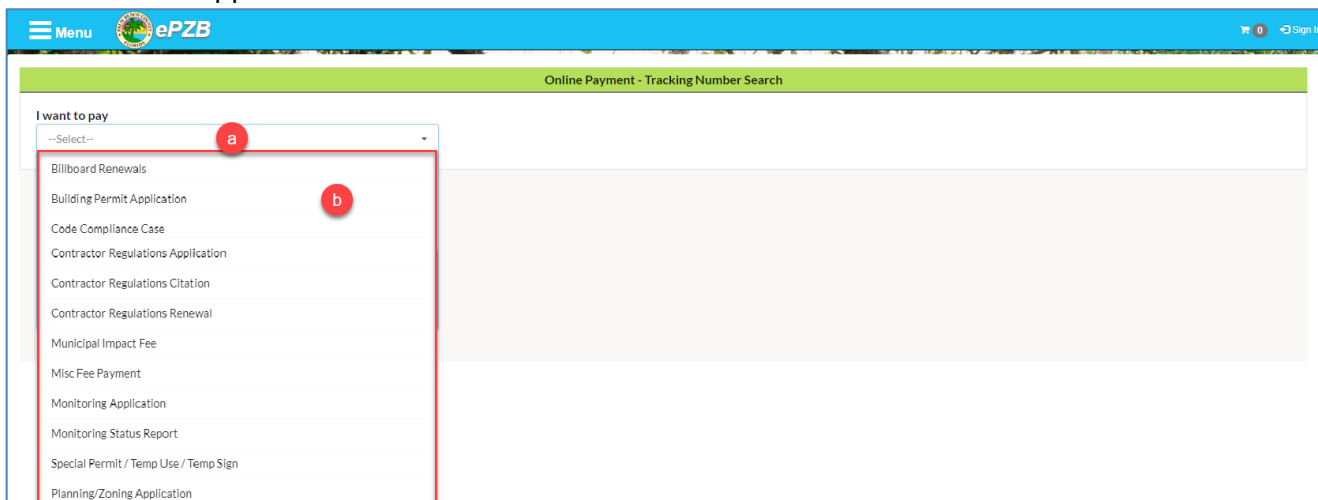 Menu ePZB 0 Sign In
Online Payment - Tracking Number Search
I want to pay
--Select-- a
Billboard Renewals
Building Permit Application b
Code Compliance Case
Contractor Regulations Application
Contractor Regulations Citation
Contractor Regulations Renewal
Municipal Impact Fee
Misc Fee Payment
Monitoring Application
Monitoring Status Report
Special Permit / Temp Use / Temp Sign
Planning/Zoning Application